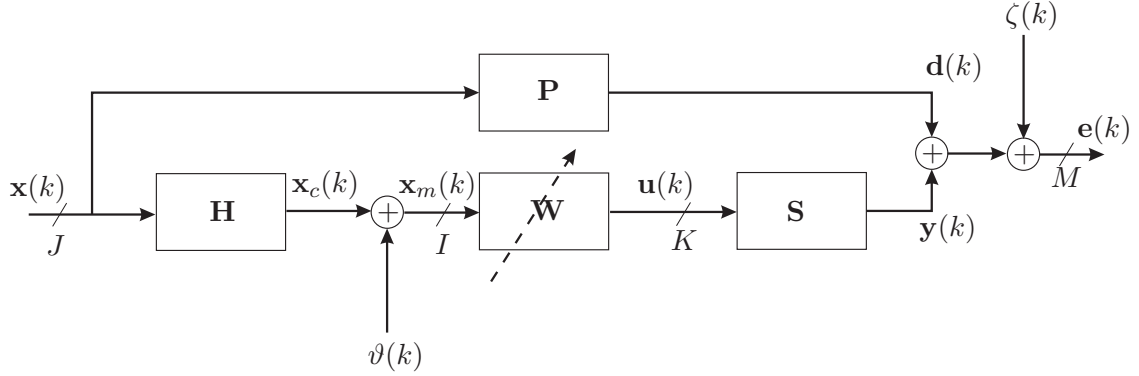 ζ(k)
P
d(k)
e(k)
M
x(k)
J
H
x_c(k)
x_m(k)
I
W
u(k)
K
S
y(k)
ϑ(k)
+
+
+